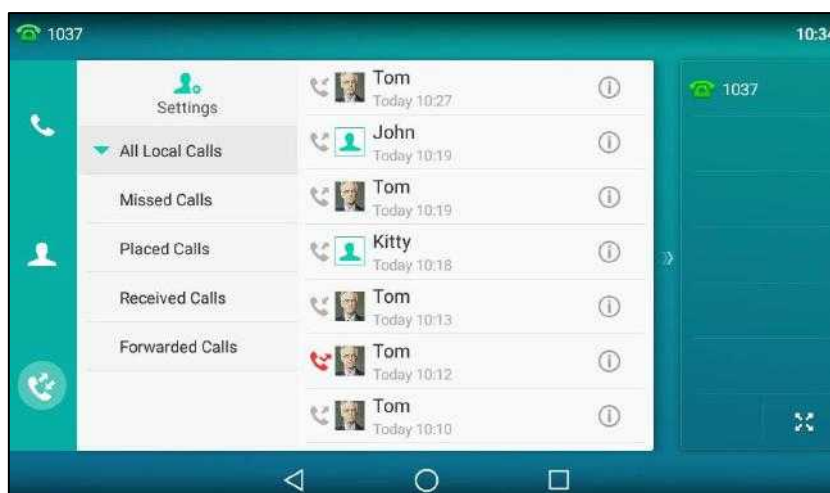 1037
10:34
Settings
All Local Calls
Missed Calls
Placed Calls
Received Calls
Forwarded Calls
Tom
Today 10:27
John
Today 10:19
Tom
Today 10:19
Kitty
Today 10:18
Tom
Today 10:13
Tom
Today 10:12
Tom
Today 10:10
1037